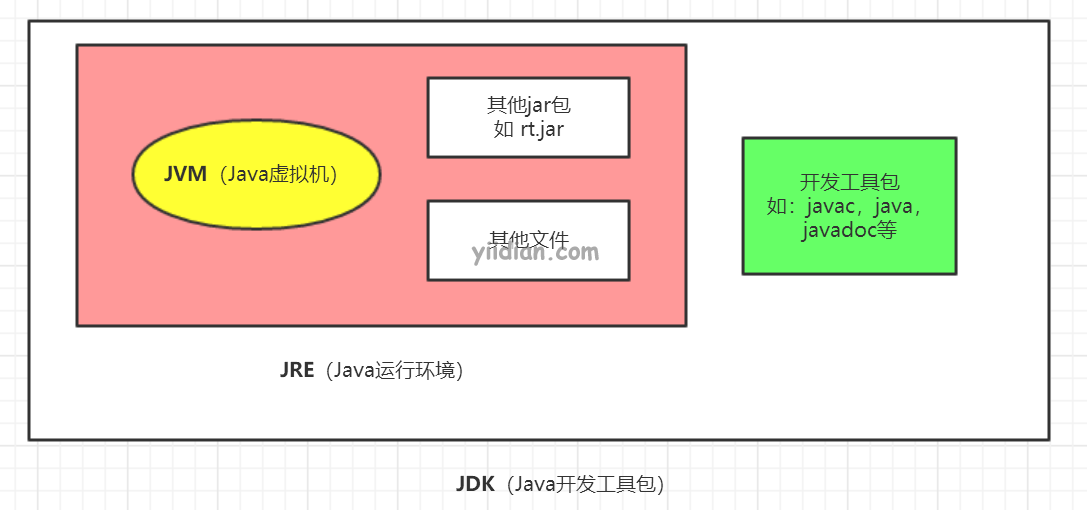 其他jar包
如 rt.jar
JVM（Java虚拟机）
其他文件
yiidian.com
开发工具包
如：javac，java，
javadoc等
JRE（Java运行环境）
JDK（Java开发工具包）